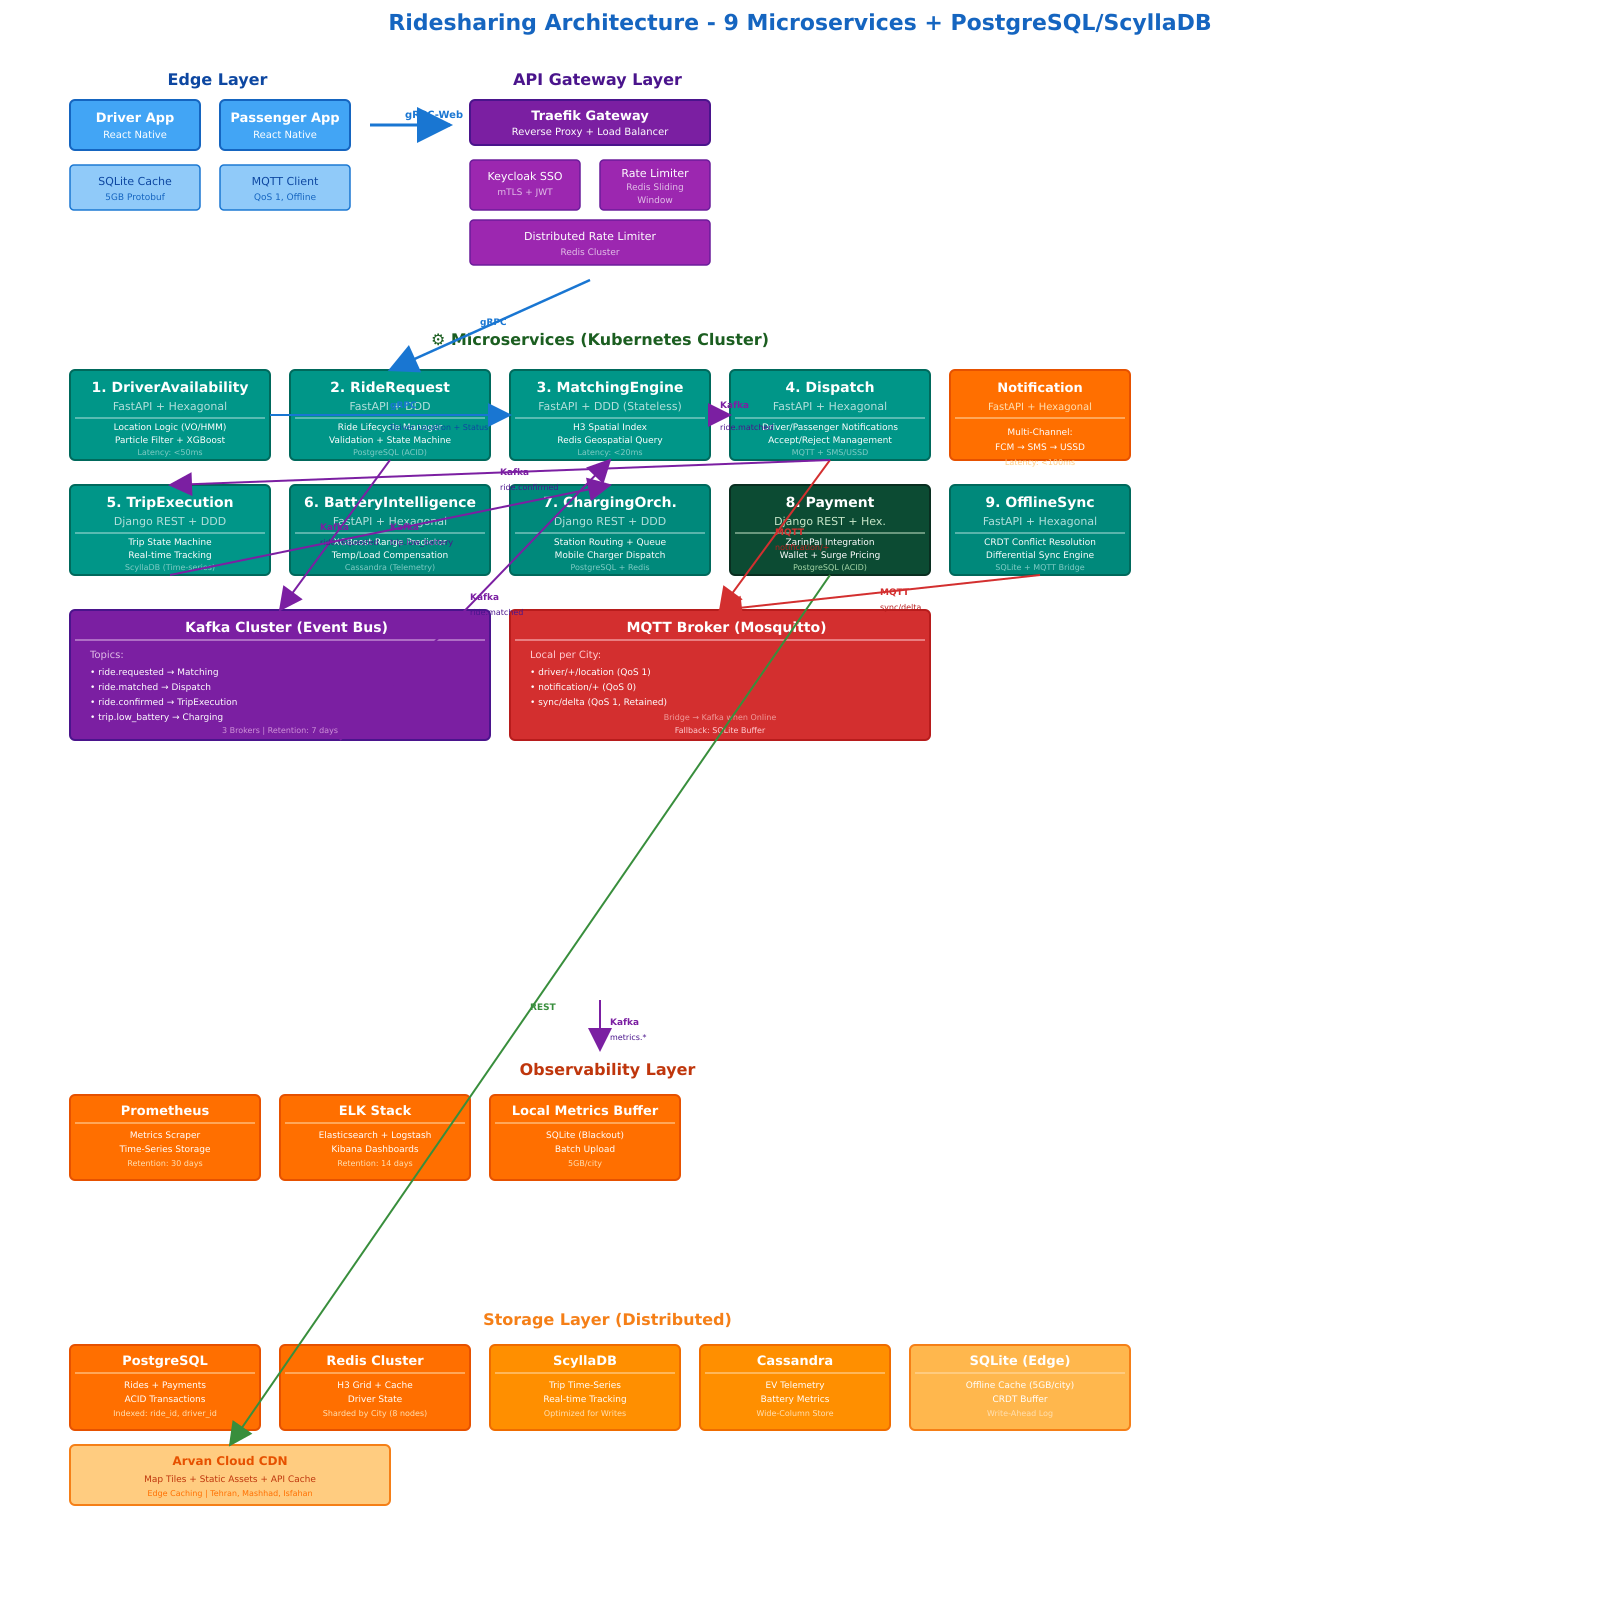 Ridesharing Architecture - 9 Microservices + PostgreSQL/ScyllaDB
Edge Layer
Driver App
React Native
Passenger App
React Native
SQLite Cache
5GB Protobuf
MQTT Client
QoS 1, Offline
gRPC-Web
API Gateway Layer
Traefik Gateway
Reverse Proxy + Load Balancer
Keycloak SSO
mTLS + JWT
Rate Limiter
Redis Sliding
Window
Distributed Rate Limiter
Redis Cluster
gRPC
⚙ Microservices (Kubernetes Cluster)
1. DriverAvailability
FastAPI + Hexagonal
Location Logic (VO/HMM)
Particle Filter + XGBoost
Latency: <50ms
2. RideRequest
FastAPI + DDD
Ride Lifecycle Manager
Validation + State Machine
PostgreSQL (ACID)
+ Status
3. MatchingEngine
FastAPI + DDD (Stateless)
H3 Spatial Index
Redis Geospatial Query
Latency: <20ms
Kafka
ride.matched
4. Dispatch
FastAPI + Hexagonal
Driver/Passenger Notifications
Accept/Reject Management
MQTT + SMS/USSD
Notification
FastAPI + Hexagonal
Multi-Channel:
FCM → SMS → USSD
Latency: <100ms
Kafka
ride.confirmed
5. TripExecution
Django REST + DDD
Trip State Machine
Real-time Tracking
ScyllaDB (Time-series)
6. BatteryIntelligence
FastAPI + Hexagonal
Range Predictor
Temp/Load Compensation
Cassandra (Telemetry)
Kafka
Kafka
7. ChargingOrch.
Django REST + DDD
Station Routing + Queue
Mobile Charger Dispatch
PostgreSQL + Redis
8. Payment
Django REST + Hex.
ZarinPal Integration
Wallet + Surge Pricing
PostgreSQL (ACID)
MQTT
9. OfflineSync
FastAPI + Hexagonal
CRDT Conflict Resolution
Differential Sync Engine
SQLite + MQTT Bridge
Kafka
ride.matched
MQTT
sync/delta
Kafka Cluster (Event Bus)
Topics:
• ride.requested → Matching
• ride.matched → Dispatch
• ride.confirmed → TripExecution
• trip.low_battery → Charging
3 Brokers | Retention: 7 days
MQTT Broker (Mosquitto)
Local per City:
• driver/+/location (QoS 1)
• notification/+ (QoS 0)
• sync/delta (QoS 1, Retained)
Bridge → Kafka when Online
Fallback: SQLite Buffer
REST
Kafka
metrics.*
Observability Layer
Prometheus
Metrics Scraper
Time-Series Storage
Retention: 30 days
ELK Stack
Elasticsearch + Logstash
Kibana Dashboards
Retention: 14 days
Local Metrics Buffer
SQLite (Blackout)
Batch Upload
5GB/city
Storage Layer (Distributed)
PostgreSQL
Rides + Payments
ACID Transactions
Indexed: ride_id, driver_id
Redis Cluster
H3 Grid + Cache
Driver State
Sharded by City (8 nodes)
ScyllaDB
Trip Time-Series
Real-time Tracking
Optimized for Writes
Cassandra
EV Telemetry
Battery Metrics
Wide-Column Store
SQLite (Edge)
Offline Cache (5GB/city)
CRDT Buffer
Write-Ahead Log
Arvan Cloud CDN
Map Tiles + Static Assets + API Cache
Edge Caching | Tehran, Mashhad, Isfahan